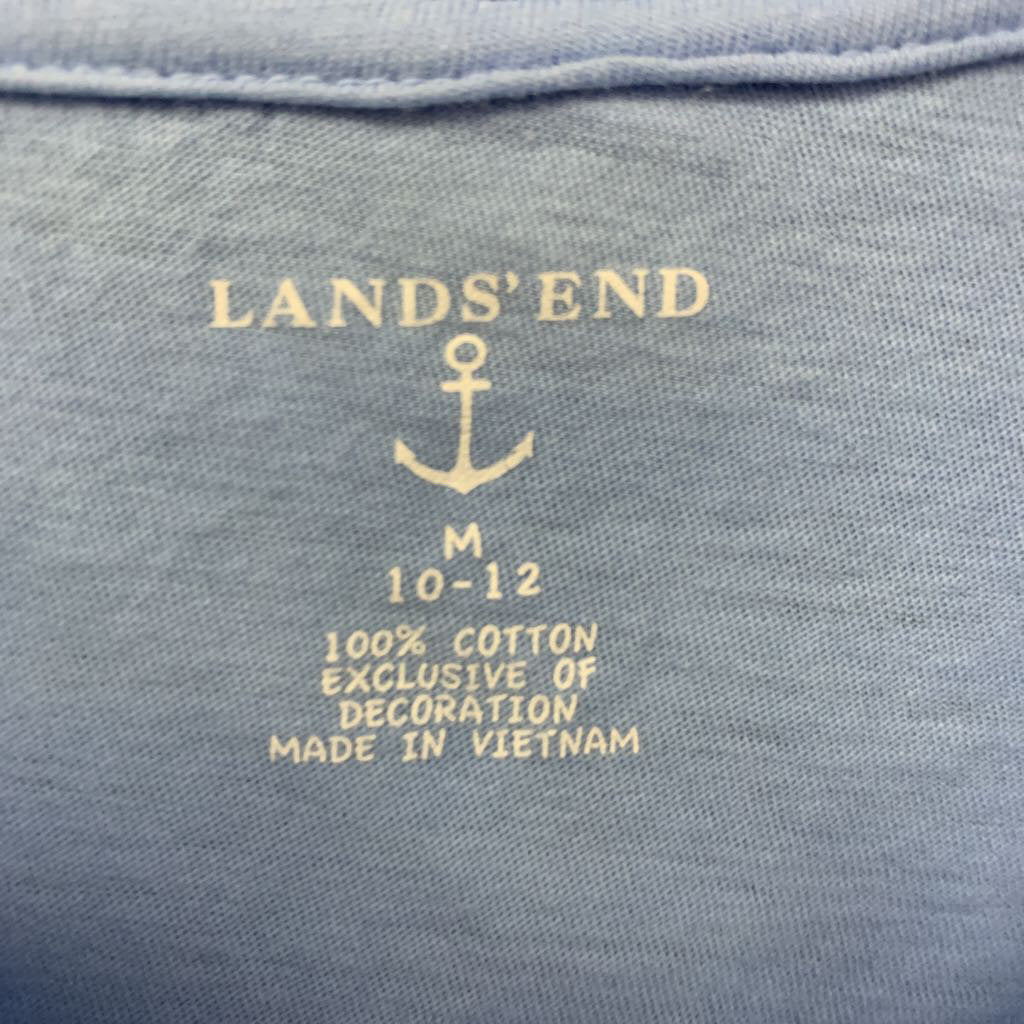 LANDS' END
M
10-12
100% COTTON
EXCLUSIVE OF
DECORATION
MADE IN VIETNAM